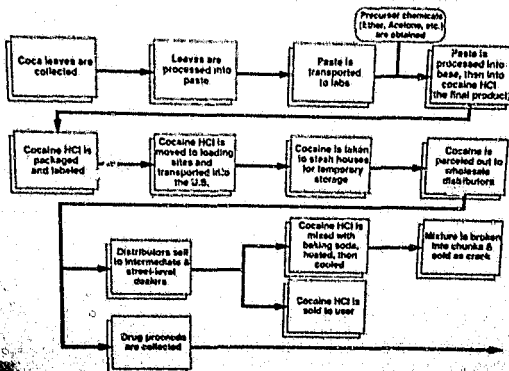 Precursor chemicals
(Ether, Acetone, etc.)
are obtained
Coca leaves are
collected
Leaves are
processed into
paste
Paste is
transported
to labs
Paste is
processed into
base, then into
cocaine HCl
the final product
Cocaine HCl is
packaged
and labeled
Cocaine HCl is
moved to loading
sites and
transported into
the U.S.
Cocaine is taken
to stash houses
for temporary
storage
Cocaine is
parceled out to
wholesale
distributors
Distributors sell
to intermediate &
street-level
dealers
Cocaine HCl is
mixed with
baking soda,
heated, then
cooled
Mixture is broken
into chunks &
sold as crack
Cocaine HCl is
sold to user
Drug proceeds
are collected